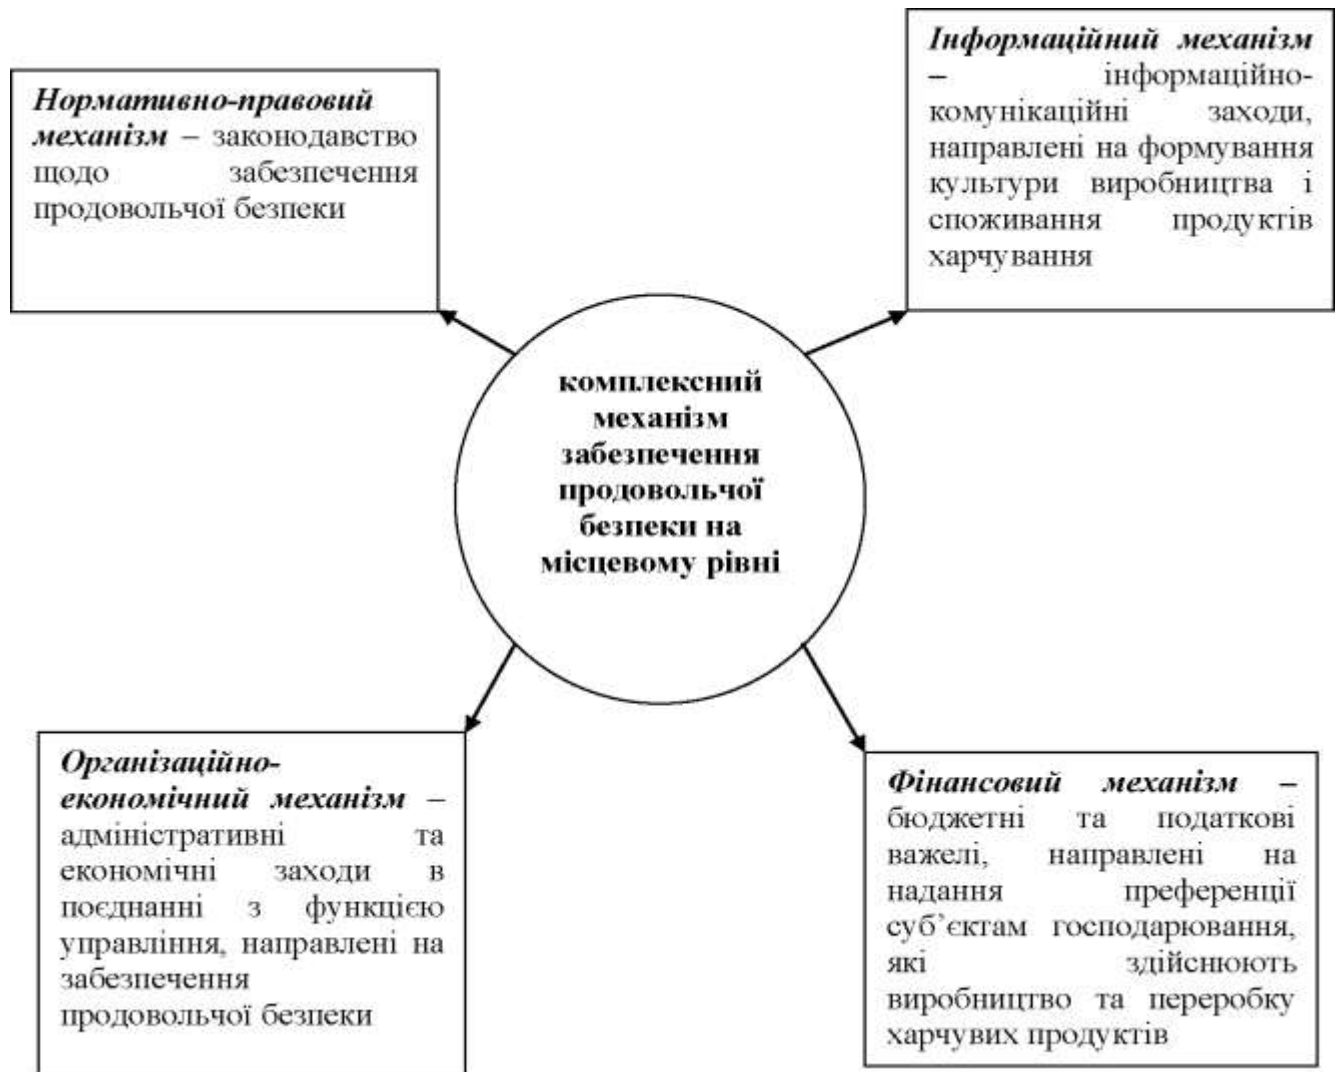 Нормативно-правовий
механізм – законодавство
щодо забезпечення
продовольчої безпеки
Інформаційний механізм
– інформаційно-
комунікаційні заходи,
направлені на формування
культури виробництва і
споживання продуктів
харчування
комплексний
механізм
забезпечення
продовольчої
безпеки на
місцевому рівні
Організаційно-
економічний механізм –
адміністративні та
економічні заходи в
поєднанні з функцією
управління, направлені на
забезпечення
продовольчої безпеки
Фінансовий механізм –
бюджетні та податкові
важелі, направлені на
надання преференції
суб’єктам господарювання,
які здійснюють
виробництво та переробку
харчувих продуктів